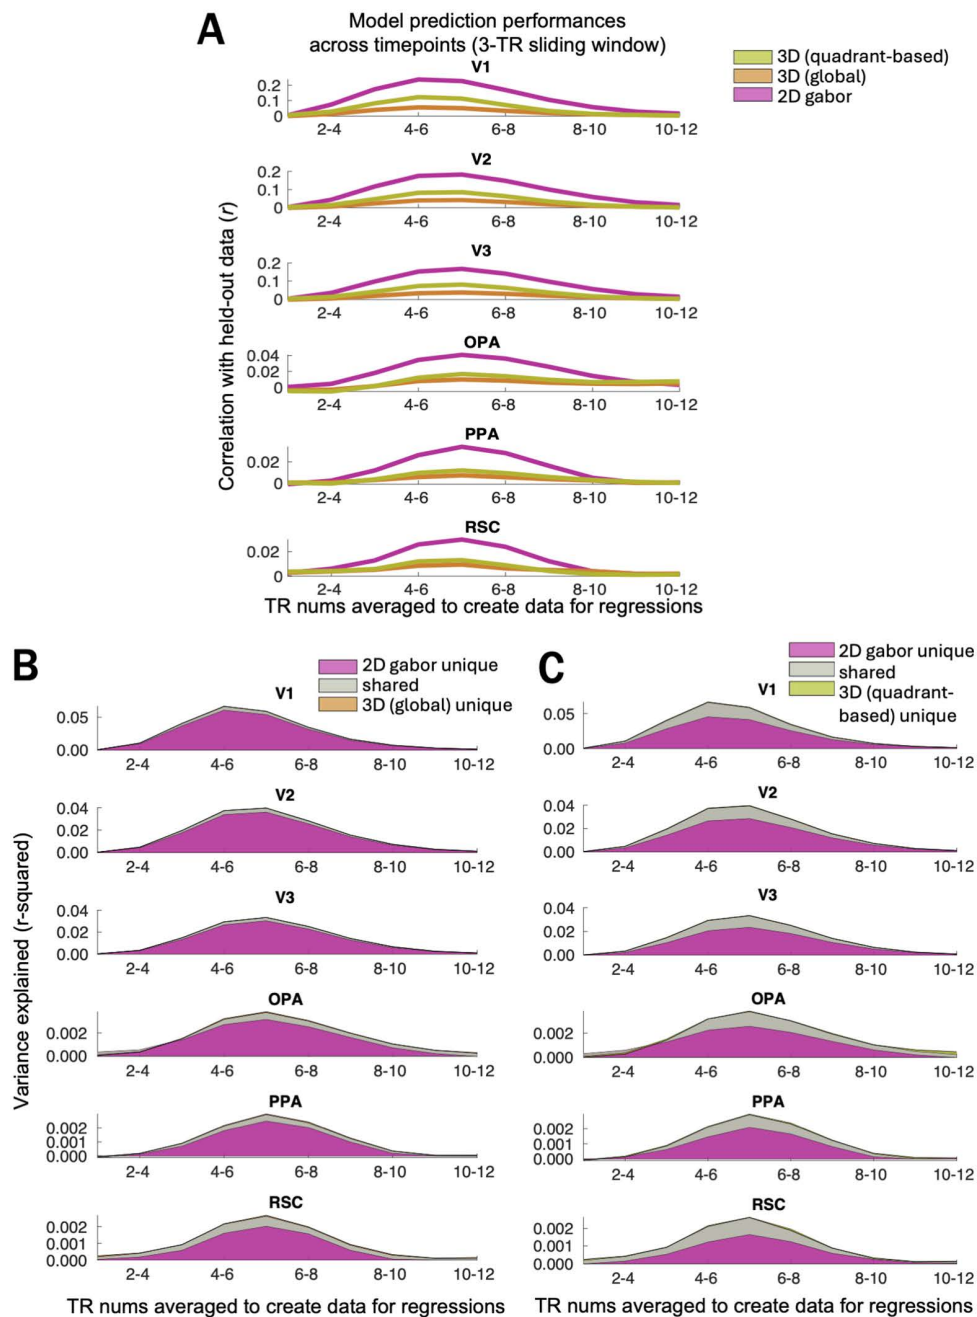 A
Model prediction performances
across timepoints (3-TR sliding window)
3D (quadrant-based)
3D (global)
2D gabor
Correlation with held-out data (r)
V1
0.2
0.1
0
2-4 4-6 6-8 8-10 10-12
V2
0.2
0.1
0
2-4 4-6 6-8 8-10 10-12
V3
0.2
0.1
0
2-4 4-6 6-8 8-10 10-12
OPA
0.04
0.02
0
2-4 4-6 6-8 8-10 10-12
PPA
0.02
0
2-4 4-6 6-8 8-10 10-12
RSC
0.02
0
2-4 4-6 6-8 8-10 10-12
TR nums averaged to create data for regressions
B
2D gabor unique
shared
3D (global) unique
Variance explained (r-squared)
V1
0.05
0.00
2-4 4-6 6-8 8-10 10-12
V2
0.04
0.02
0.00
2-4 4-6 6-8 8-10 10-12
V3
0.04
0.02
0.00
2-4 4-6 6-8 8-10 10-12
OPA
0.002
0.000
2-4 4-6 6-8 8-10 10-12
PPA
0.002
0.001
0.000
2-4 4-6 6-8 8-10 10-12
RSC
0.002
0.001
0.000
2-4 4-6 6-8 8-10 10-12
TR nums averaged to create data for regressions
C
2D gabor unique
shared
3D (quadrant-
based) unique
V1
0.05
0.00
2-4 4-6 6-8 8-10 10-12
V2
0.04
0.02
0.00
2-4 4-6 6-8 8-10 10-12
V3
0.04
0.02
0.00
2-4 4-6 6-8 8-10 10-12
OPA
0.002
0.000
2-4 4-6 6-8 8-10 10-12
PPA
0.002
0.001
0.000
2-4 4-6 6-8 8-10 10-12
RSC
0.002
0.001
0.000
2-4 4-6 6-8 8-10 10-12
TR nums averaged to create data for regressions